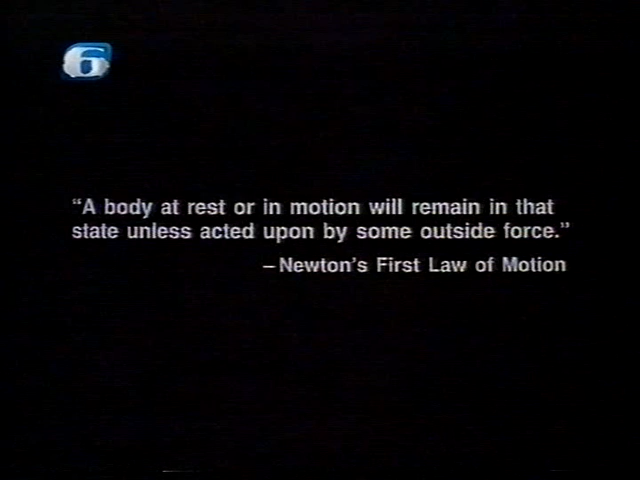 6
“A body at rest or in motion will remain in that
state unless acted upon by some outside force.”
–Newton's First Law of Motion